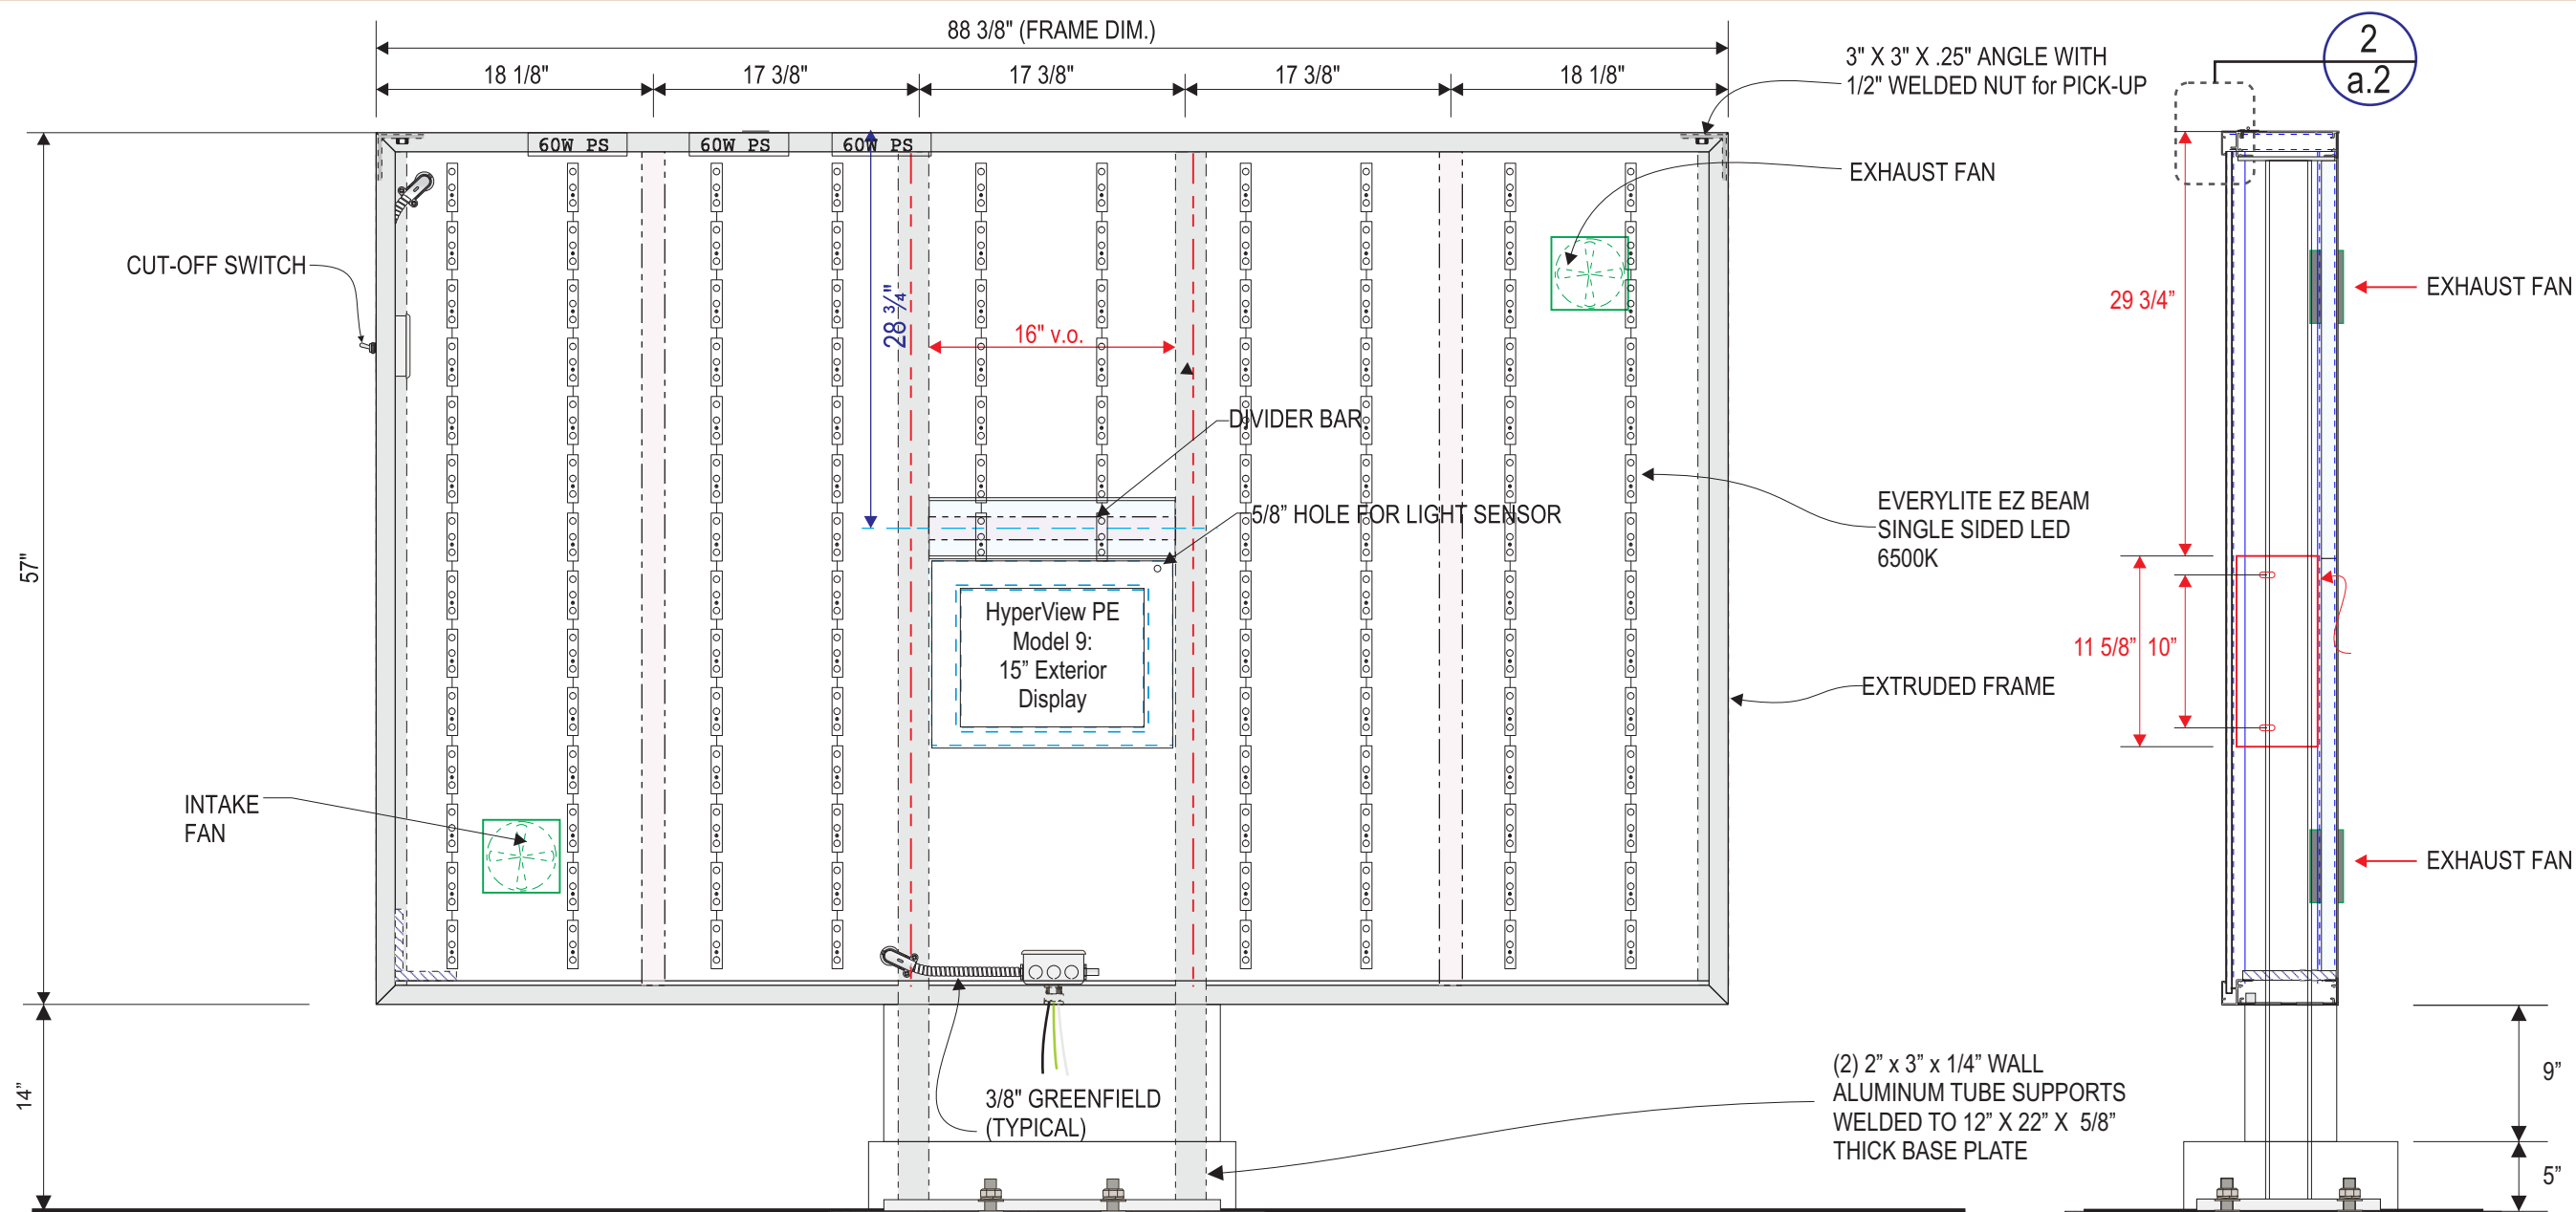 88 3/8" (FRAME DIM.)
18 1/8"
17 3/8"
17 3/8"
17 3/8"
18 1/8"
3" X 3" X .25" ANGLE WITH
1/2" WELDED NUT for PICK-UP
2
a.2
60W PS
60W PS
60W PS
EXHAUST FAN
CUT-OFF SWITCH
28 ¾"
16" v.o.
29 3/4”
EXHAUST FAN
DIVIDER BAR
5/8” HOLE FOR LIGHT SENSOR
EVERYLITE EZ BEAM
SINGLE SIDED LED
6500K
57"
HyperView PE
Model 9:
15” Exterior
Display
11 5/8”
10”
EXTRUDED FRAME
INTAKE
FAN
EXHAUST FAN
14”
3/8" GREENFIELD
(TYPICAL)
(2) 2” x 3” x 1/4” WALL
ALUMINUM TUBE SUPPORTS
WELDED TO 12” X 22” X 5/8”
THICK BASE PLATE
9”
5”